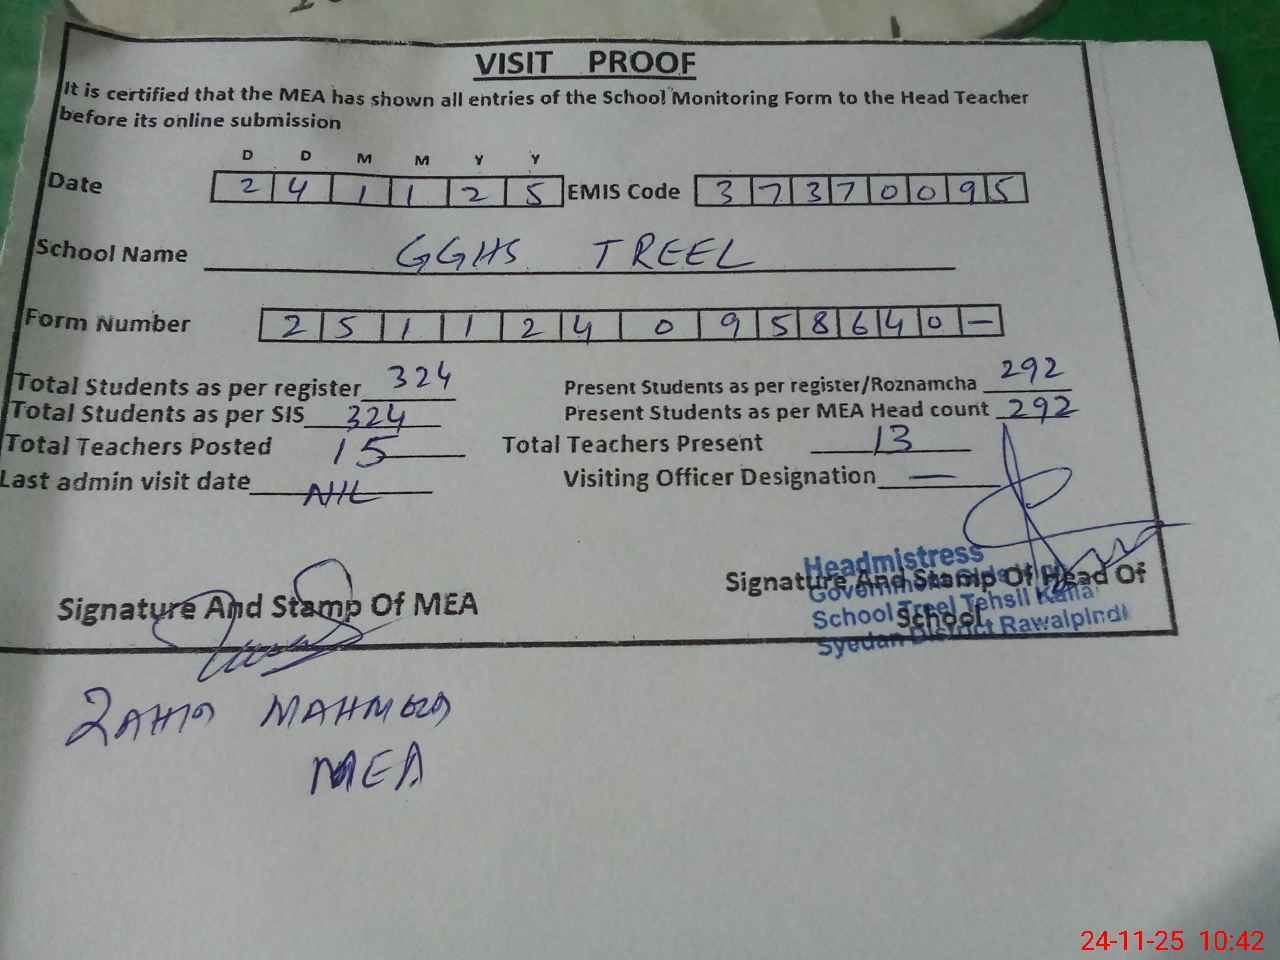 VISIT PROOF
It is certified that the MEA has shown all entries of the School Monitoring Form to the Head Teacher
before its online submission
D D M M Y Y
Date 2 4 1 1 2 5 EMIS Code 3 7 3 7 0 0 9 5
School Name GGHS TREEL
Form Number 2 5 1 1 2 4 0 9 5 8 6 4 0 —
Total Students as per register 324 Present Students as per register/Roznamcha 292
Total Students as per SIS 324 Present Students as per MEA Head count 292
Total Teachers Posted 15 Total Teachers Present 13
Last admin visit date NIL Visiting Officer Designation —
Signature And Stamp Of MEA
Signature And Stamp Of Head Of
School
Headmistress
School Treel Tehsil
Syedan District Rawalpindi
ZAHID MAHMOOD
MEA
24-11-25 10:42